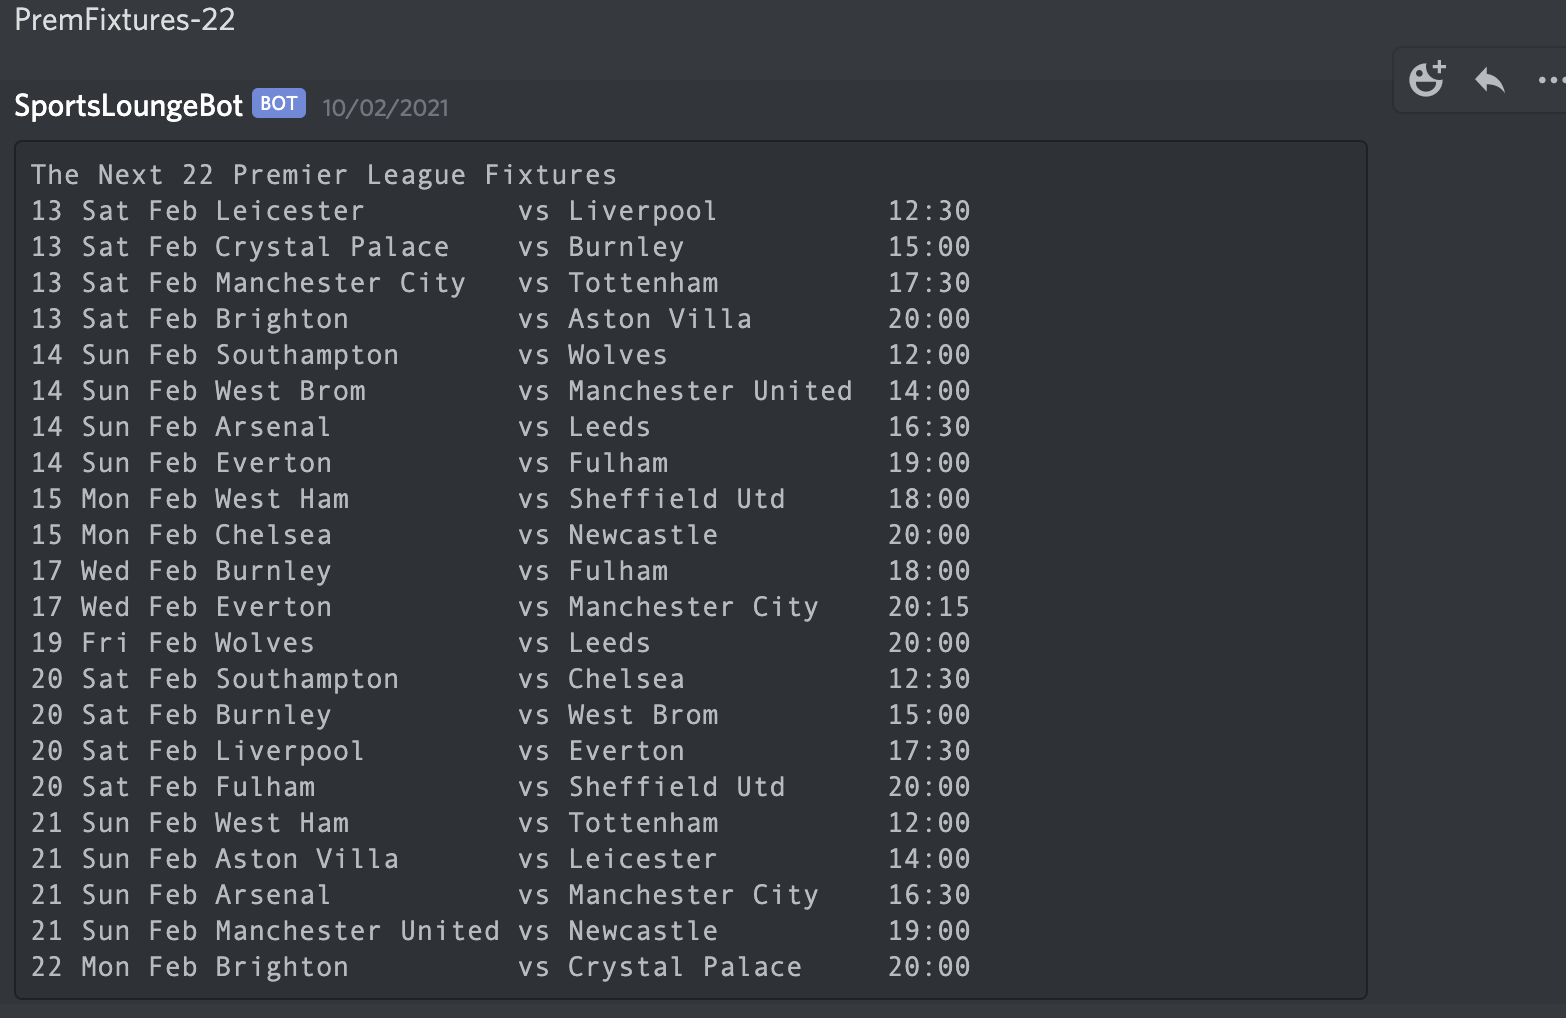 PremFixtures-22
SportsLoungeBot BOT 10/02/2021
The Next 22 Premier League Fixtures
13 Sat Feb Leicester vs Liverpool 12:30
13 Sat Feb Crystal Palace vs Burnley 15:00
13 Sat Feb Manchester City vs Tottenham 17:30
13 Sat Feb Brighton vs Aston Villa 20:00
14 Sun Feb Southampton vs Wolves 12:00
14 Sun Feb West Brom vs Manchester United 14:00
14 Sun Feb Arsenal vs Leeds 16:30
14 Sun Feb Everton vs Fulham 19:00
15 Mon Feb West Ham vs Sheffield Utd 18:00
15 Mon Feb Chelsea vs Newcastle 20:00
17 Wed Feb Burnley vs Fulham 18:00
17 Wed Feb Everton vs Manchester City 20:15
19 Fri Feb Wolves vs Leeds 20:00
20 Sat Feb Southampton vs Chelsea 12:30
20 Sat Feb Burnley vs West Brom 15:00
20 Sat Feb Liverpool vs Everton 17:30
20 Sat Feb Fulham vs Sheffield Utd 20:00
21 Sun Feb West Ham vs Tottenham 12:00
21 Sun Feb Aston Villa vs Leicester 14:00
21 Sun Feb Arsenal vs Manchester City 16:30
21 Sun Feb Manchester United vs Newcastle 19:00
22 Mon Feb Brighton vs Crystal Palace 20:00